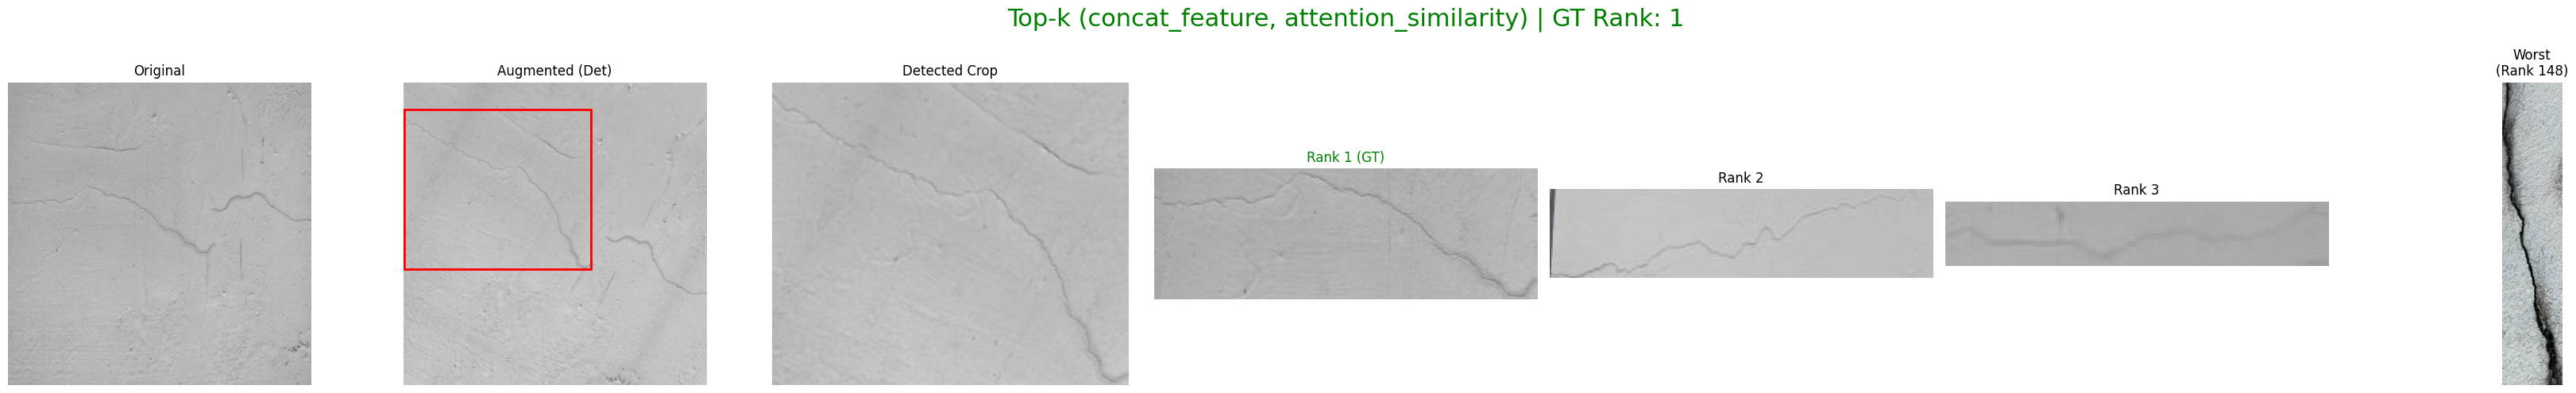 Top-k (concat_feature, attention_similarity) | GT Rank: 1
Original
Augmented (Det)
Detected Crop
Rank 1 (GT)
Rank 2
Rank 3
Worst
(Rank 148)